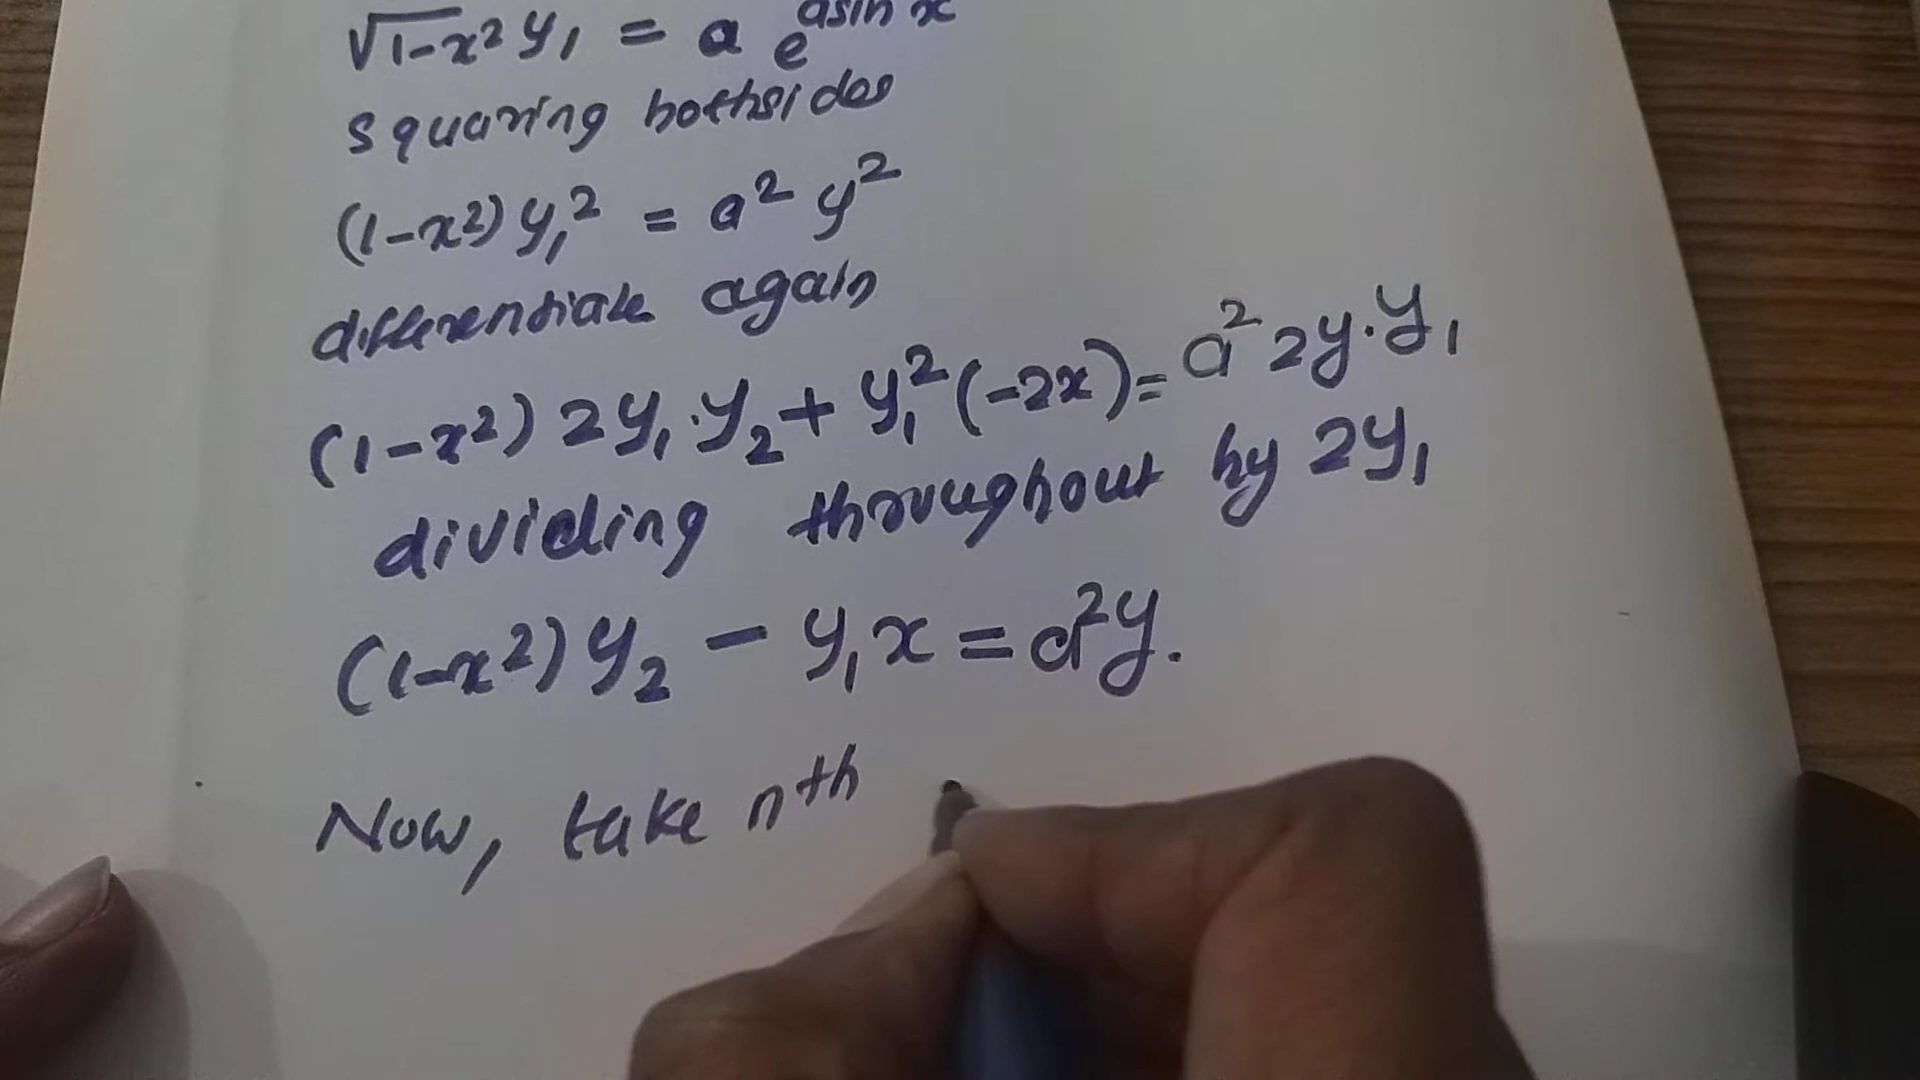 √1-x² y₁ = a e^asin x
squaring bothsides
(1-x²) y₁² = a² y²
differentiate again
(1-x²) 2y₁.y₂ + y₁² (-2x) = a² 2y.y₁
dividing throughout by 2y₁
(1-x²) y₂ - y₁x = a²y.
Now, take nth